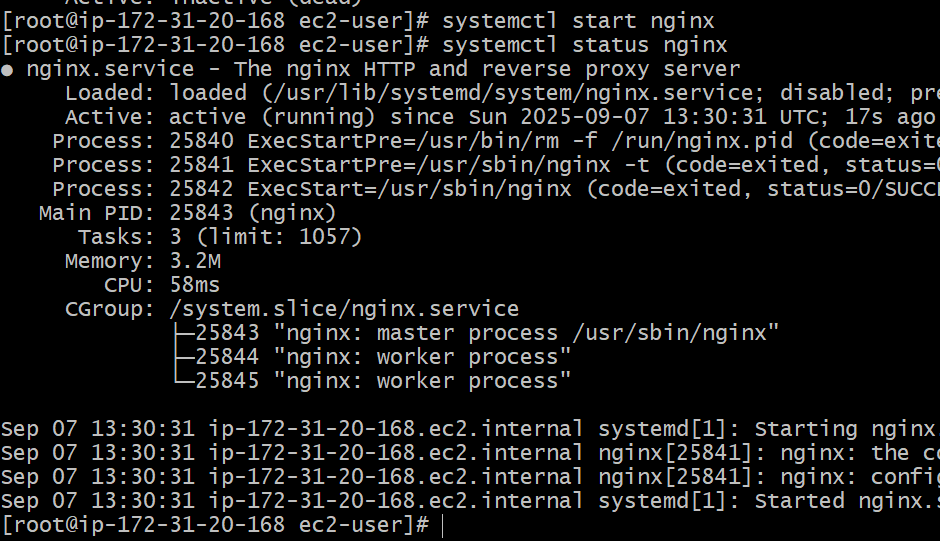 Active: inactive (dead)
[root@ip-172-31-20-168 ec2-user]# systemctl start nginx
[root@ip-172-31-20-168 ec2-user]# systemctl status nginx
● nginx.service - The nginx HTTP and reverse proxy server
     Loaded: loaded (/usr/lib/systemd/system/nginx.service; disabled; pre
     Active: active (running) since Sun 2025-09-07 13:30:31 UTC; 17s ago
    Process: 25840 ExecStartPre=/usr/bin/rm -f /run/nginx.pid (code=exite
    Process: 25841 ExecStartPre=/usr/sbin/nginx -t (code=exited, status=0
    Process: 25842 ExecStart=/usr/sbin/nginx (code=exited, status=0/SUCCE
   Main PID: 25843 (nginx)
      Tasks: 3 (limit: 1057)
     Memory: 3.2M
        CPU: 58ms
     CGroup: /system.slice/nginx.service
             ├─25843 "nginx: master process /usr/sbin/nginx"
             ├─25844 "nginx: worker process"
             └─25845 "nginx: worker process"
Sep 07 13:30:31 ip-172-31-20-168.ec2.internal systemd[1]: Starting nginx.
Sep 07 13:30:31 ip-172-31-20-168.ec2.internal nginx[25841]: nginx: the co
Sep 07 13:30:31 ip-172-31-20-168.ec2.internal nginx[25841]: nginx: config
Sep 07 13:30:31 ip-172-31-20-168.ec2.internal systemd[1]: Started nginx.s
[root@ip-172-31-20-168 ec2-user]#